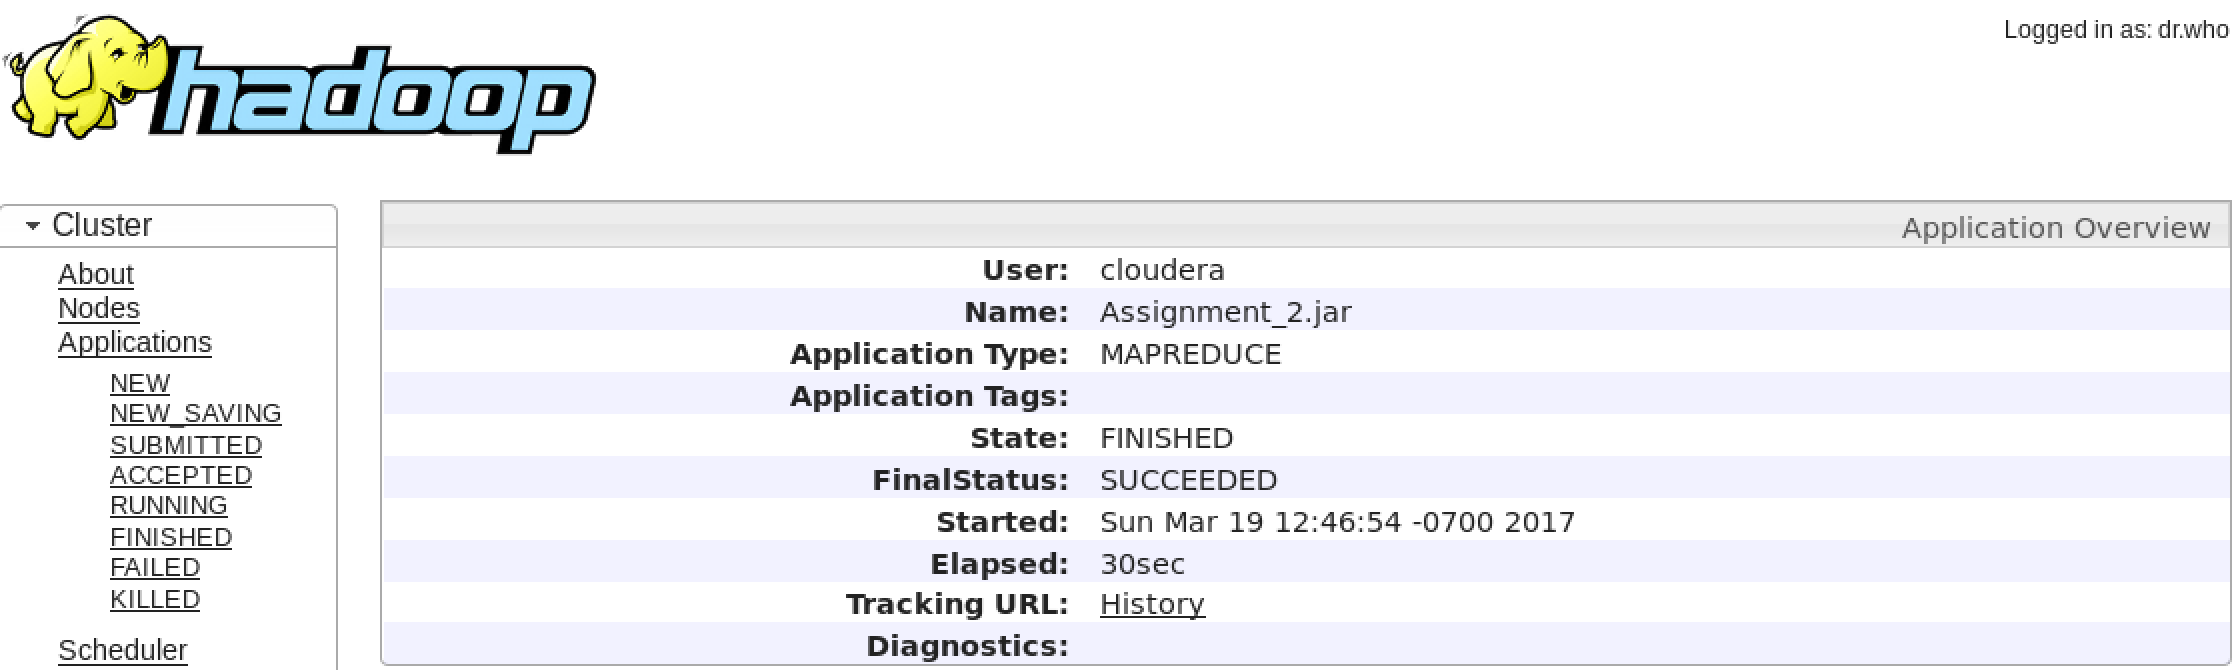 hadoop
Logged in as: dr.who
Cluster
About
Nodes
Applications
NEW
NEW_SAVING
SUBMITTED
ACCEPTED
RUNNING
FINISHED
FAILED
KILLED
Scheduler
Application Overview
User: cloudera
Name: Assignment_2.jar
Application Type: MAPREDUCE
Application Tags:
State: FINISHED
FinalStatus: SUCCEEDED
Started: Sun Mar 19 12:46:54 -0700 2017
Elapsed: 30sec
Tracking URL: History
Diagnostics: